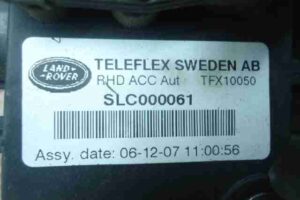 LAND
ROVER
TELEFLEX SWEDEN AB
RHD ACC Aut TFX10050
SLC000061
Assy. date: 06-12-07 11:00:56